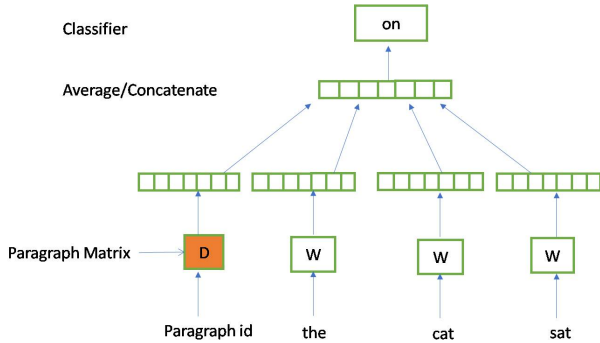 Classifier
on
Average/Concatenate
Paragraph Matrix
D
W
W
W
Paragraph id
the
cat
sat